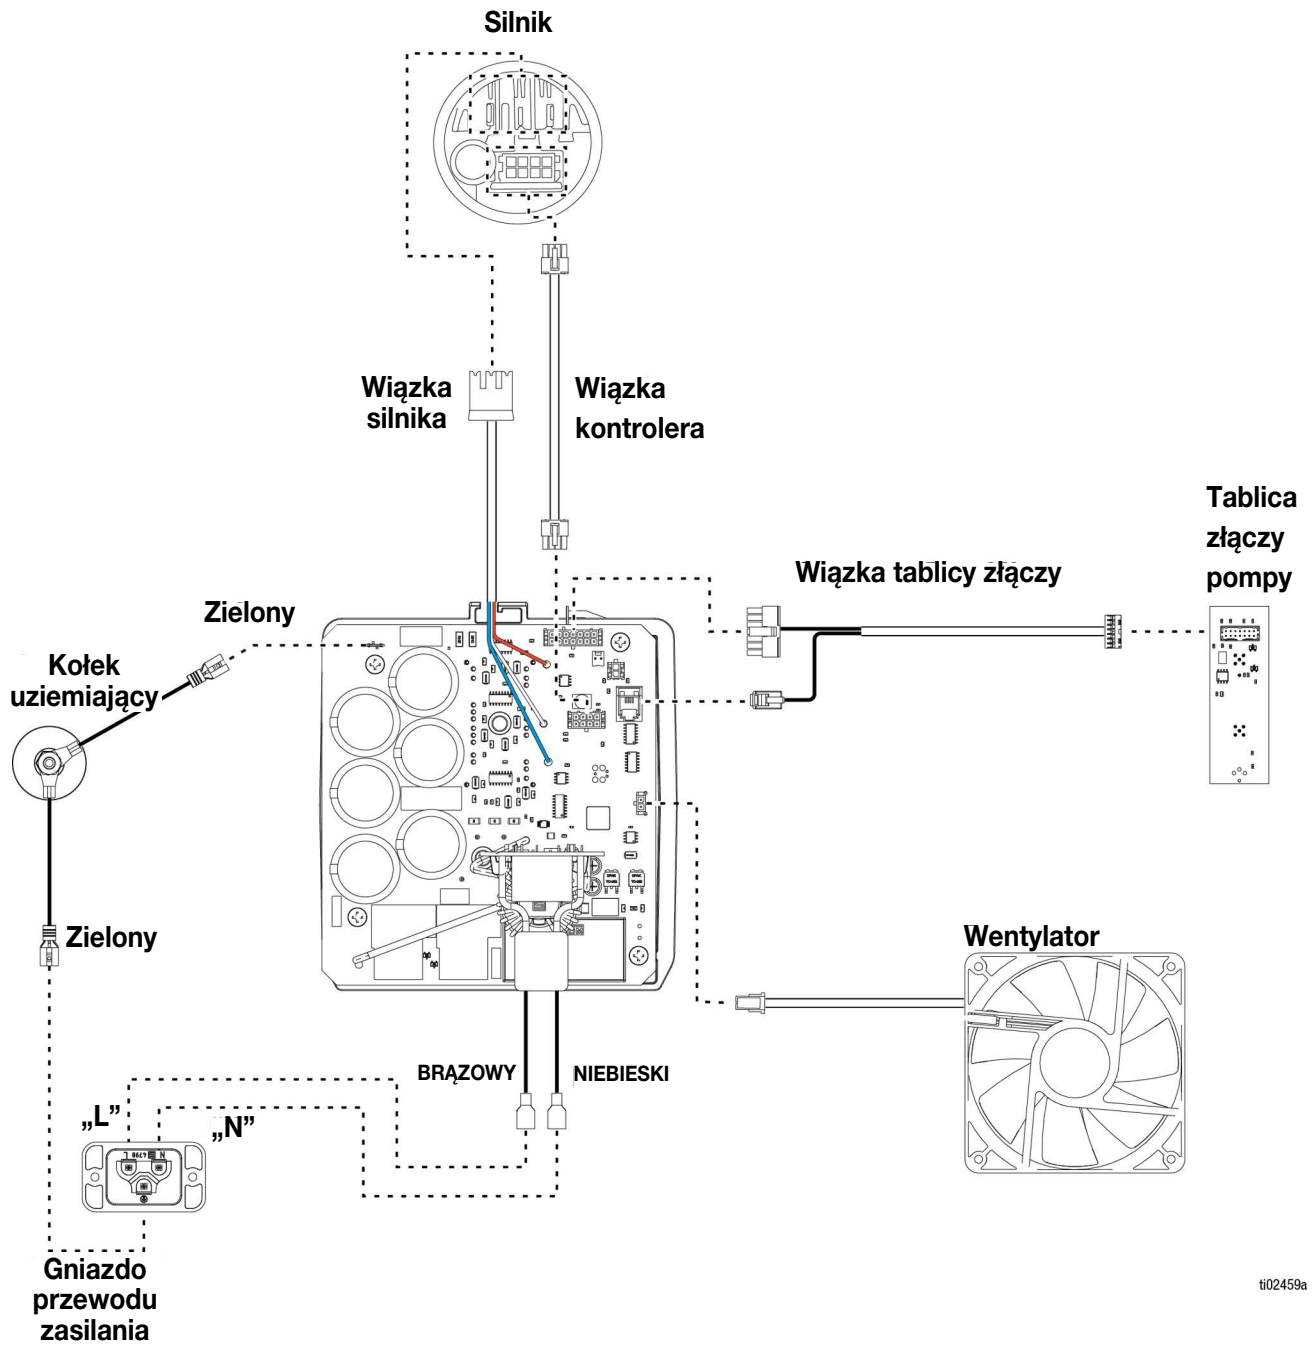 Silnik
Wiązka
silnika
Wiązka
kontrolera
Tablica
złączy
pompy
Wiązka tablicy złączy
Zielony
Kołek
uziemiający
Zielony
Wentylator
BRĄZOWY
NIEBIESKI
„L”
„N”
Gniazdo
przewodu
zasilania
ti02459a